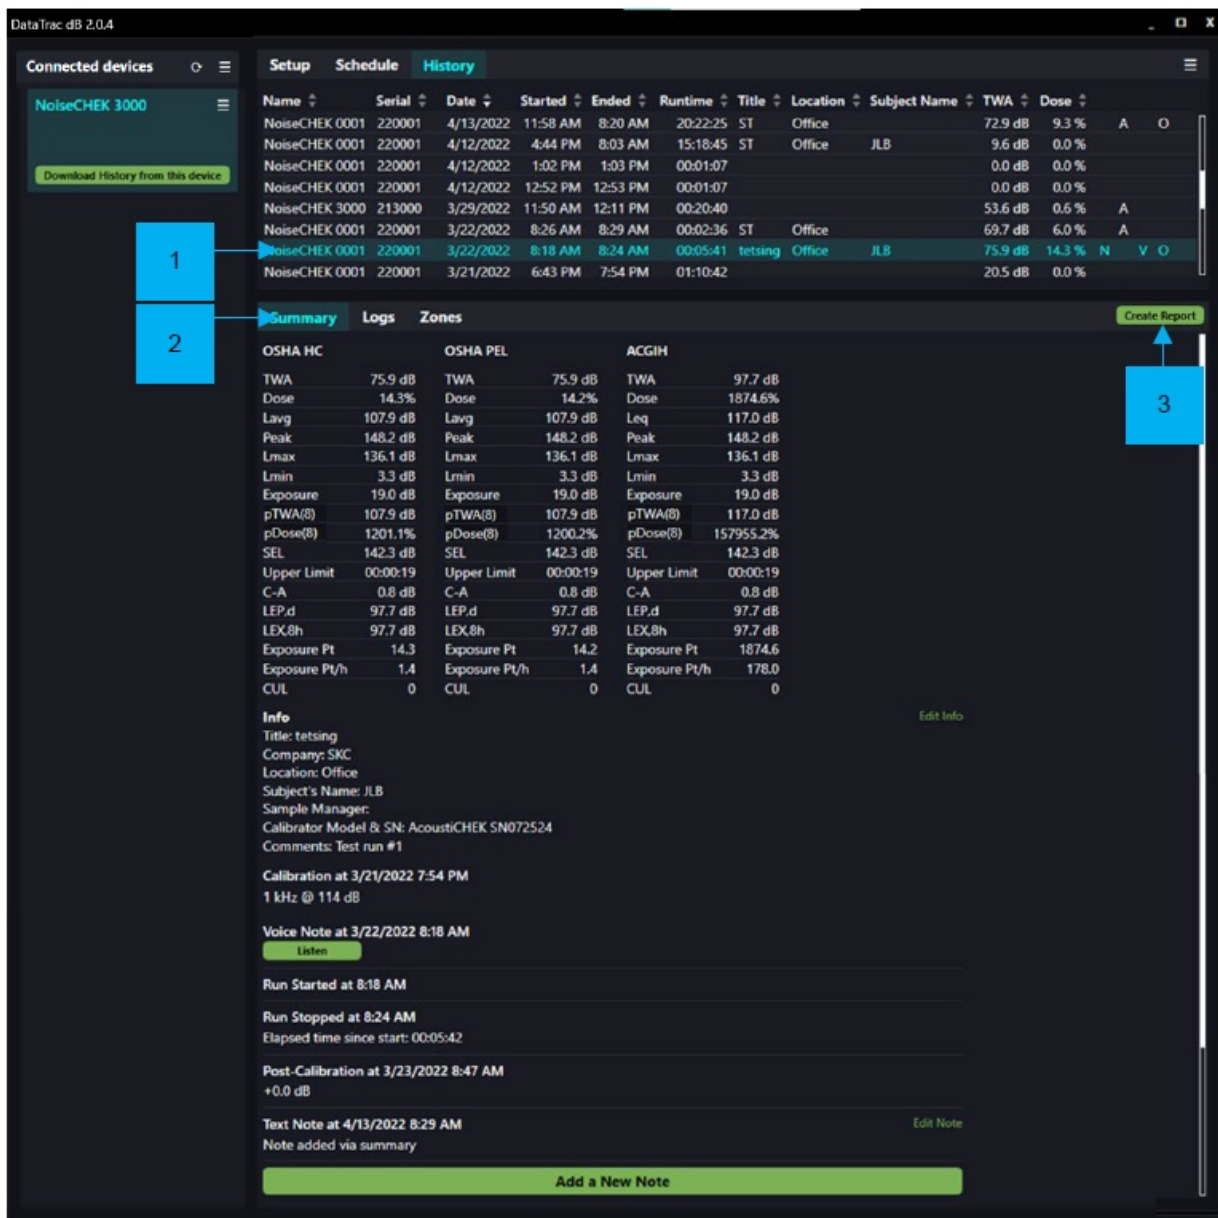 DataTrac dB 2.0.4
Connected devices
NoiseCHEK 3000
Download History from this device
Setup Schedule History
Name Serial Date Started Ended Runtime Title Location Subject Name TWA Dose
NoiseCHEK 0001 220001 4/13/2022 11:58 AM 8:20 AM 20:22:25 ST Office 72.9 dB 9.3 % A O
NoiseCHEK 0001 220001 4/12/2022 4:44 PM 8:03 AM 15:18:45 ST Office JLB 9.6 dB 0.0 %
NoiseCHEK 0001 220001 4/12/2022 1:02 PM 1:03 PM 00:01:07 0.0 dB 0.0 %
NoiseCHEK 0001 220001 4/12/2022 12:52 PM 12:53 PM 00:01:07 0.0 dB 0.0 %
NoiseCHEK 3000 213000 3/29/2022 11:50 AM 12:11 PM 00:20:40 53.6 dB 0.6 % A
NoiseCHEK 0001 220001 3/22/2022 8:26 AM 8:29 AM 00:02:36 ST Office 69.7 dB 6.0 % A
NoiseCHEK 0001 220001 3/22/2022 8:18 AM 8:24 AM 00:05:41 tetsing Office JLB 75.9 dB 14.3 % N V O
NoiseCHEK 0001 220001 3/21/2022 6:43 PM 7:54 PM 01:10:42 20.5 dB 0.0 %
1
2
3
Summary Logs Zones
Create Report
OSHA HC OSHA PEL ACGIH
TWA 75.9 dB TWA 75.9 dB TWA 97.7 dB
Dose 14.3% Dose 14.2% Dose 1874.6%
Lavg 107.9 dB Lavg 107.9 dB Leq 117.0 dB
Peak 148.2 dB Peak 148.2 dB Peak 148.2 dB
Lmax 136.1 dB Lmax 136.1 dB Lmax 136.1 dB
Lmin 3.3 dB Lmin 3.3 dB Lmin 3.3 dB
Exposure 19.0 dB Exposure 19.0 dB Exposure 19.0 dB
pTWA(8) 107.9 dB pTWA(8) 107.9 dB pTWA(8) 117.0 dB
pDose(8) 1201.1% pDose(8) 1200.2% pDose(8) 157955.2%
SEL 142.3 dB SEL 142.3 dB SEL 142.3 dB
Upper Limit 00:00:19 Upper Limit 00:00:19 Upper Limit 00:00:19
C-A 0.8 dB C-A 0.8 dB C-A 0.8 dB
LEP,d 97.7 dB LEP,d 97.7 dB LEP,d 97.7 dB
LEX,8h 97.7 dB LEX,8h 97.7 dB LEX,8h 97.7 dB
Exposure Pt 14.3 Exposure Pt 14.2 Exposure Pt 1874.6
Exposure Pt/h 1.4 Exposure Pt/h 1.4 Exposure Pt/h 178.0
CUL 0 CUL 0 CUL 0
Info
Edit Info
Title: tetsing
Company: SKC
Location: Office
Subject's Name: JLB
Sample Manager:
Calibrator Model & SN: AcoustiCHEK SN072524
Comments: Test run #1
Calibration at 3/21/2022 7:54 PM
1 kHz @ 114 dB
Voice Note at 3/22/2022 8:18 AM
Listen
Run Started at 8:18 AM
Run Stopped at 8:24 AM
Elapsed time since start: 00:05:42
Post-Calibration at 3/23/2022 8:47 AM
+0.0 dB
Text Note at 4/13/2022 8:29 AM
Edit Note
Note added via summary
Add a New Note